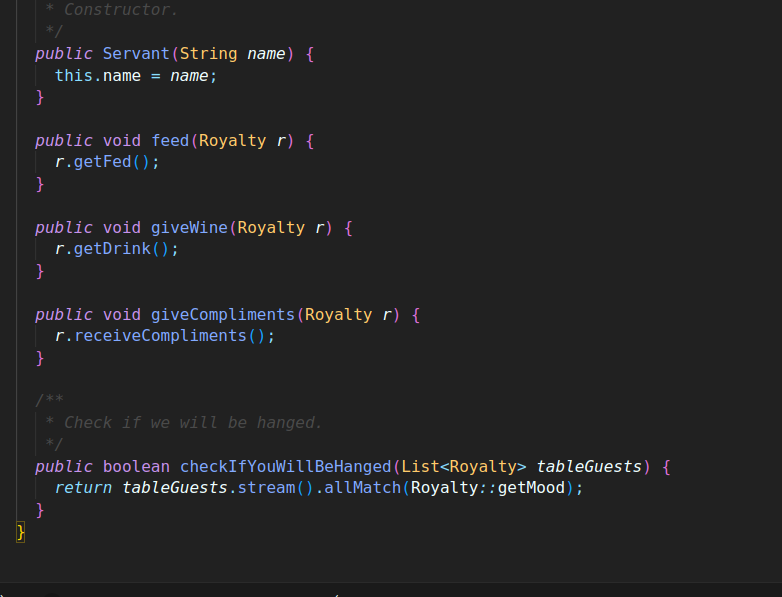 * Constructor.
*/
public Servant(String name) {
this.name = name;
}
public void feed(Royalty r) {
r.getFed();
}
public void giveWine(Royalty r) {
r.getDrink();
}
public void giveCompliments(Royalty r) {
r.receiveCompliments();
}
/**
* Check if we will be hanged.
*/
public boolean checkIfYouWillBeHanged(List<Royalty> tableGuests) {
return tableGuests.stream().allMatch(Royalty::getMood);
}
}